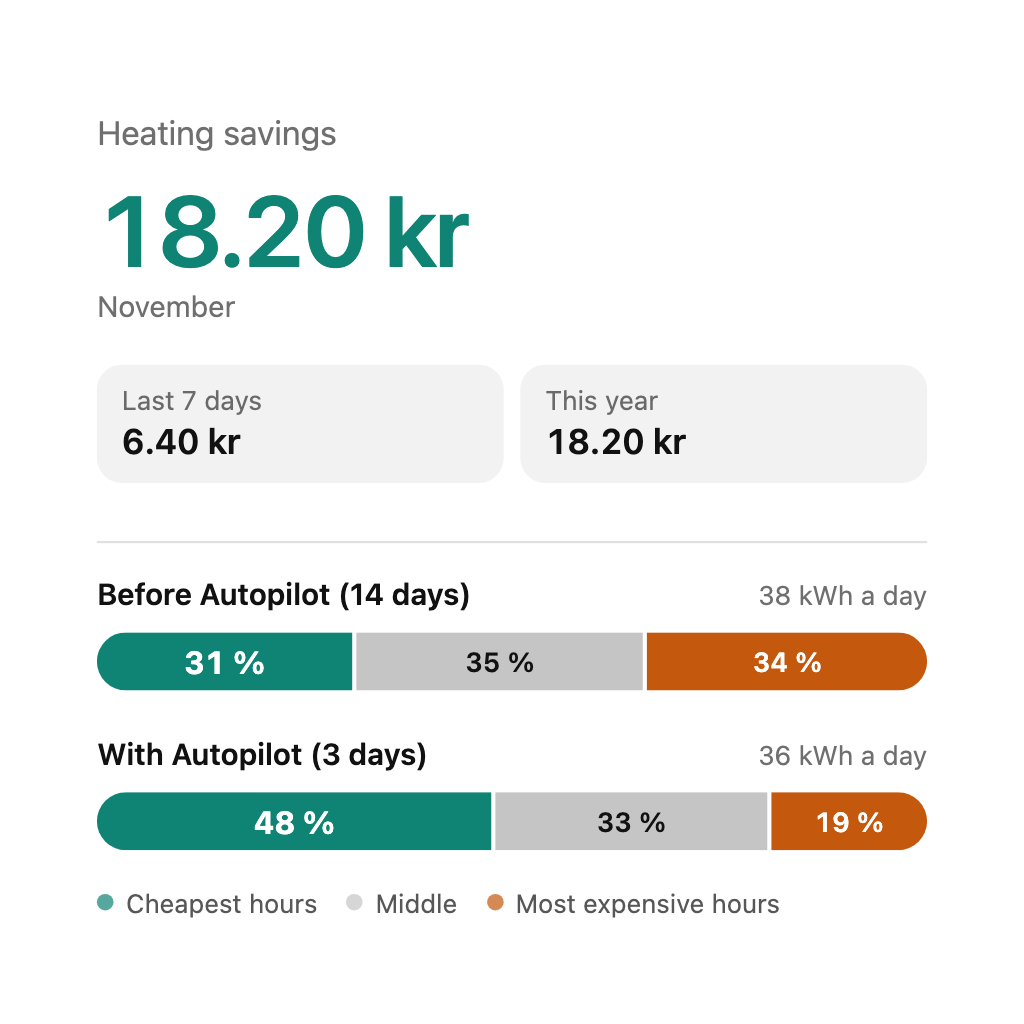 Heating savings
18.20 kr
November
Last 7 days
6.40 kr
This year
18.20 kr
Before Autopilot (14 days)
38 kWh a day
31 %
35 %
34 %
With Autopilot (3 days)
36 kWh a day
48 %
33 %
19 %
Cheapest hours
Middle
Most expensive hours